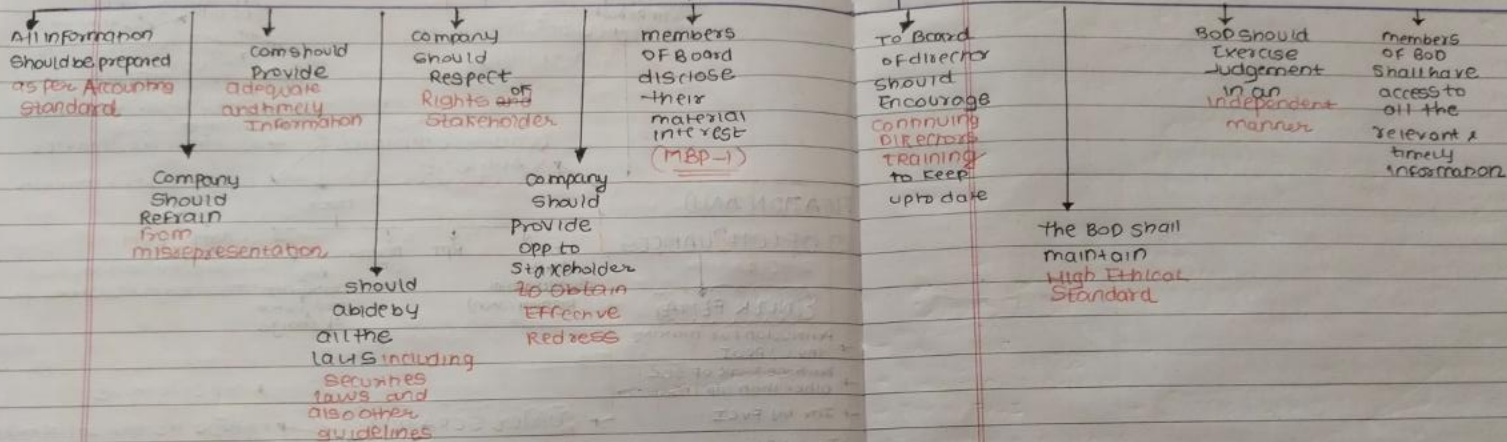 All information
should be prepared
as per Accounting
Standard
Company
Should
Refrain
from
misrepresentation
com should
Provide
adequate
and timely
Information
should
abide by
all the
laws including
securities
laws and
also other
guidelines
company
should
Respect
Rights and of
Stakeholder
company
should
Provide
opp to
Stakeholder
to obtain
Effective
Redress
members
OF Board
disclose
their
material
interest
(MBP-1)
To Board
of director
should
Encourage
continuing
Directors
training
to keep
upto date
the BOD shall
maintain
High Ethical
Standard
BOD should
Exercise
Judgement
in an
independent
manner
members
of BOD
shall have
access to
all the
relevant &
timely
information